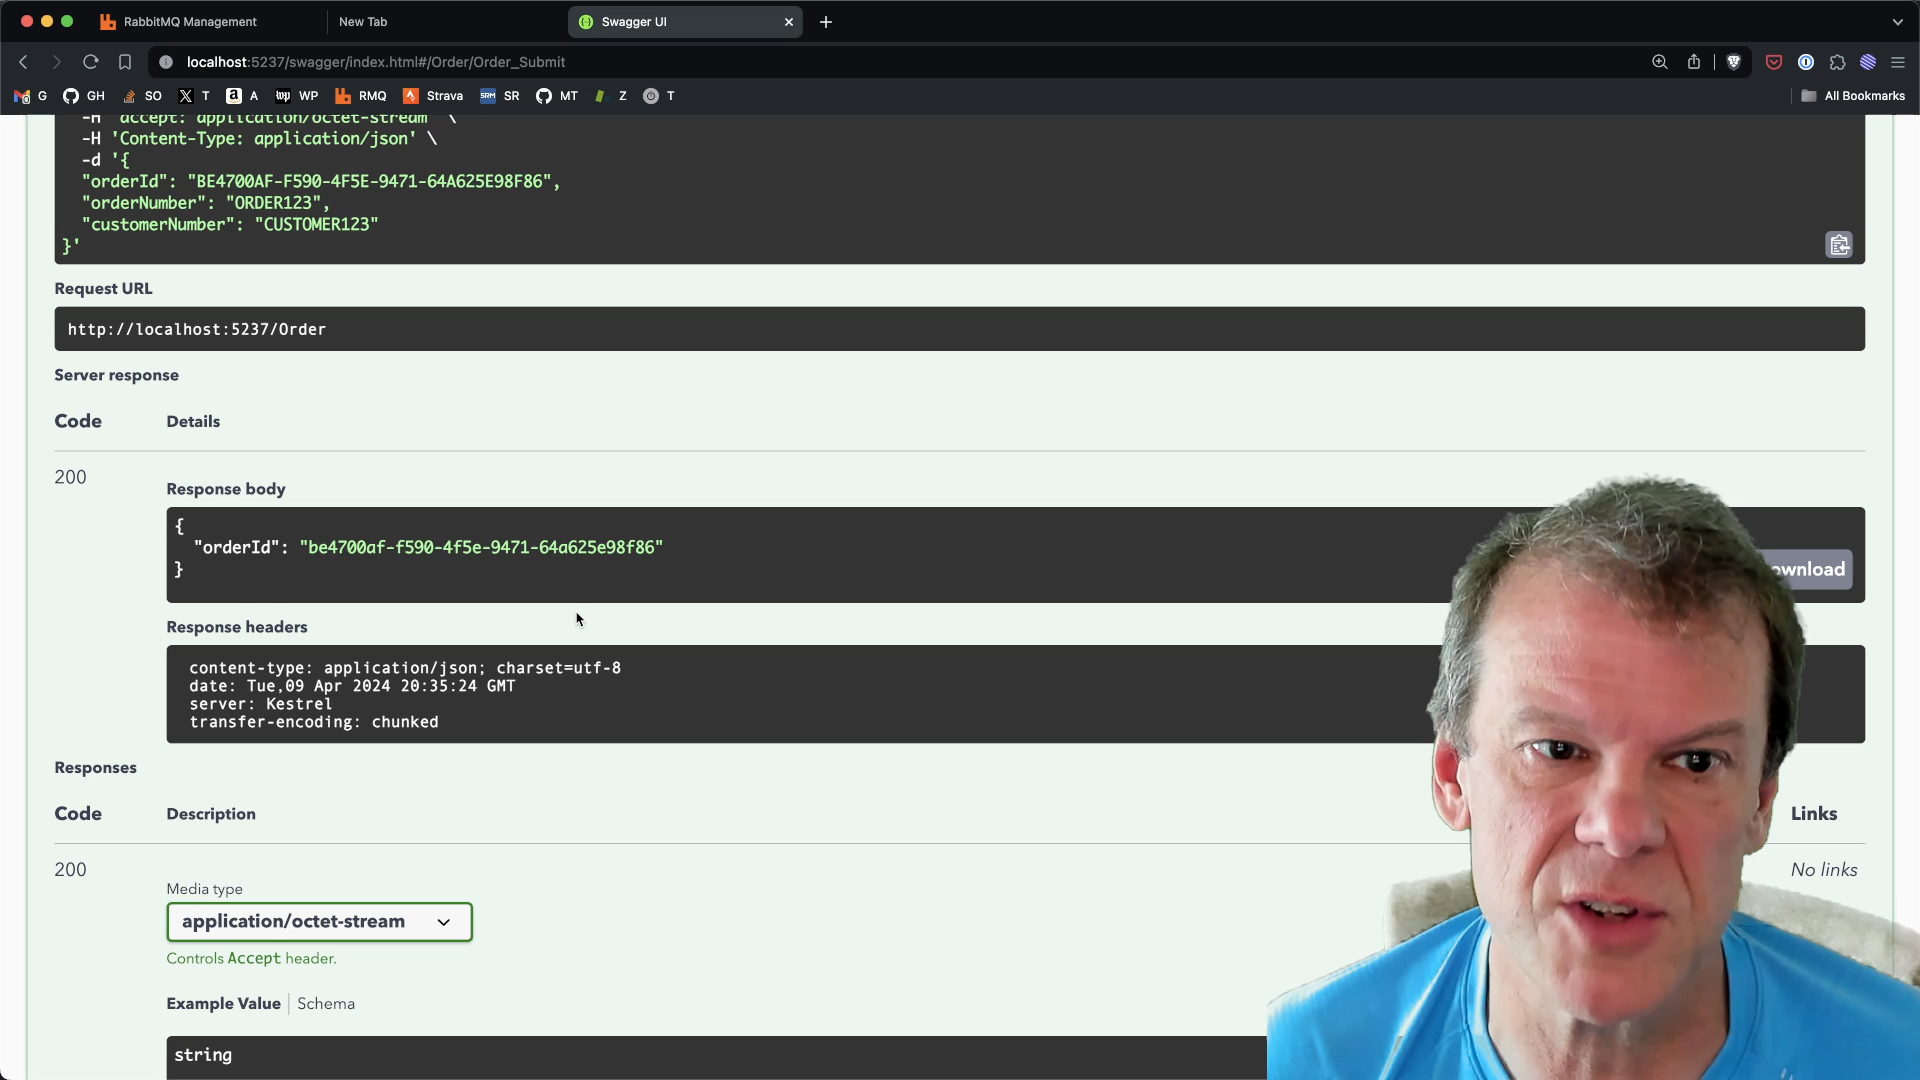 RabbitMQ Management
New Tab
Swagger UI
localhost:5237/swagger/index.html#/Order/Order_Submit
G GH SO T A WP RMQ Strava SR MT Z T All Bookmarks
-H 'accept: application/octet-stream' \
-H 'Content-Type: application/json' \
-d '{
"orderId": "BE4700AF-F590-4F5E-9471-64A625E98F86",
"orderNumber": "ORDER123",
"customerNumber": "CUSTOMER123"
}'
Request URL
http://localhost:5237/Order
Server response
Code Details
200
Response body
{
"orderId": "be4700af-f590-4f5e-9471-64a625e98f86"
}
ownload
Response headers
content-type: application/json; charset=utf-8
date: Tue,09 Apr 2024 20:35:24 GMT
server: Kestrel
transfer-encoding: chunked
Responses
Code Description Links
200 No links
Media type
application/octet-stream
Controls Accept header.
Example Value Schema
string